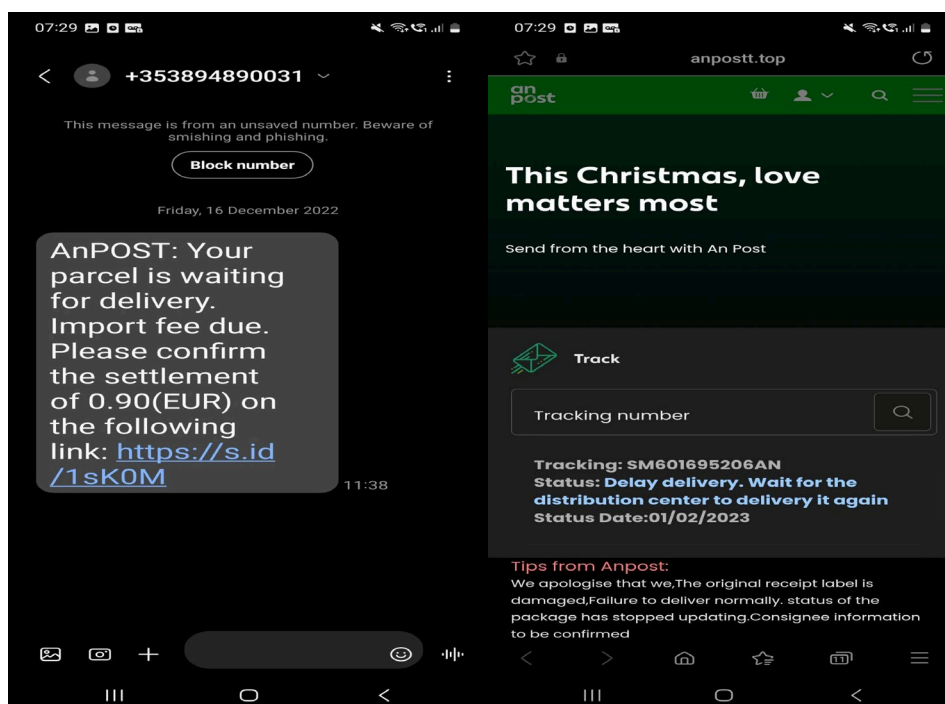 07:29
+353894890031
This message is from an unsaved number. Beware of
smishing and phishing.
Block number
Friday, 16 December 2022
AnPOST: Your
parcel is waiting
for delivery.
Import fee due.
Please confirm
the settlement
of 0.90(EUR) on
the following
link: https://s.id
/1sK0M
11:38
07:29
anpostt.top
an
post
This Christmas, love
matters most
Send from the heart with An Post
Track
Tracking number
Tracking: SM601695206AN
Status: Delay delivery. Wait for the
distribution center to delivery it again
Status Date:01/02/2023
Tips from Anpost:
We apologise that we,The original receipt label is
damaged,Failure to deliver normally. status of the
package has stopped updating.Consignee information
to be confirmed
11